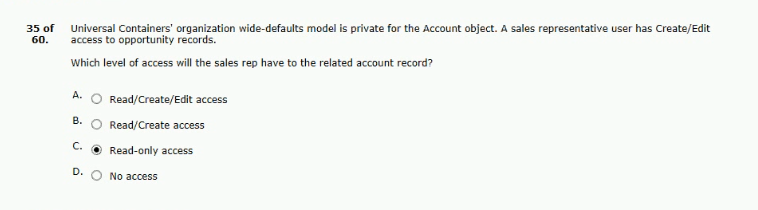 35 of 60. Universal Containers' organization wide-defaults model is private for the Account object. A sales representative user has Create/Edit
access to opportunity records.
Which level of access will the sales rep have to the related account record?
A. Read/Create/Edit access
B. Read/Create access
C. Read-only access
D. No access